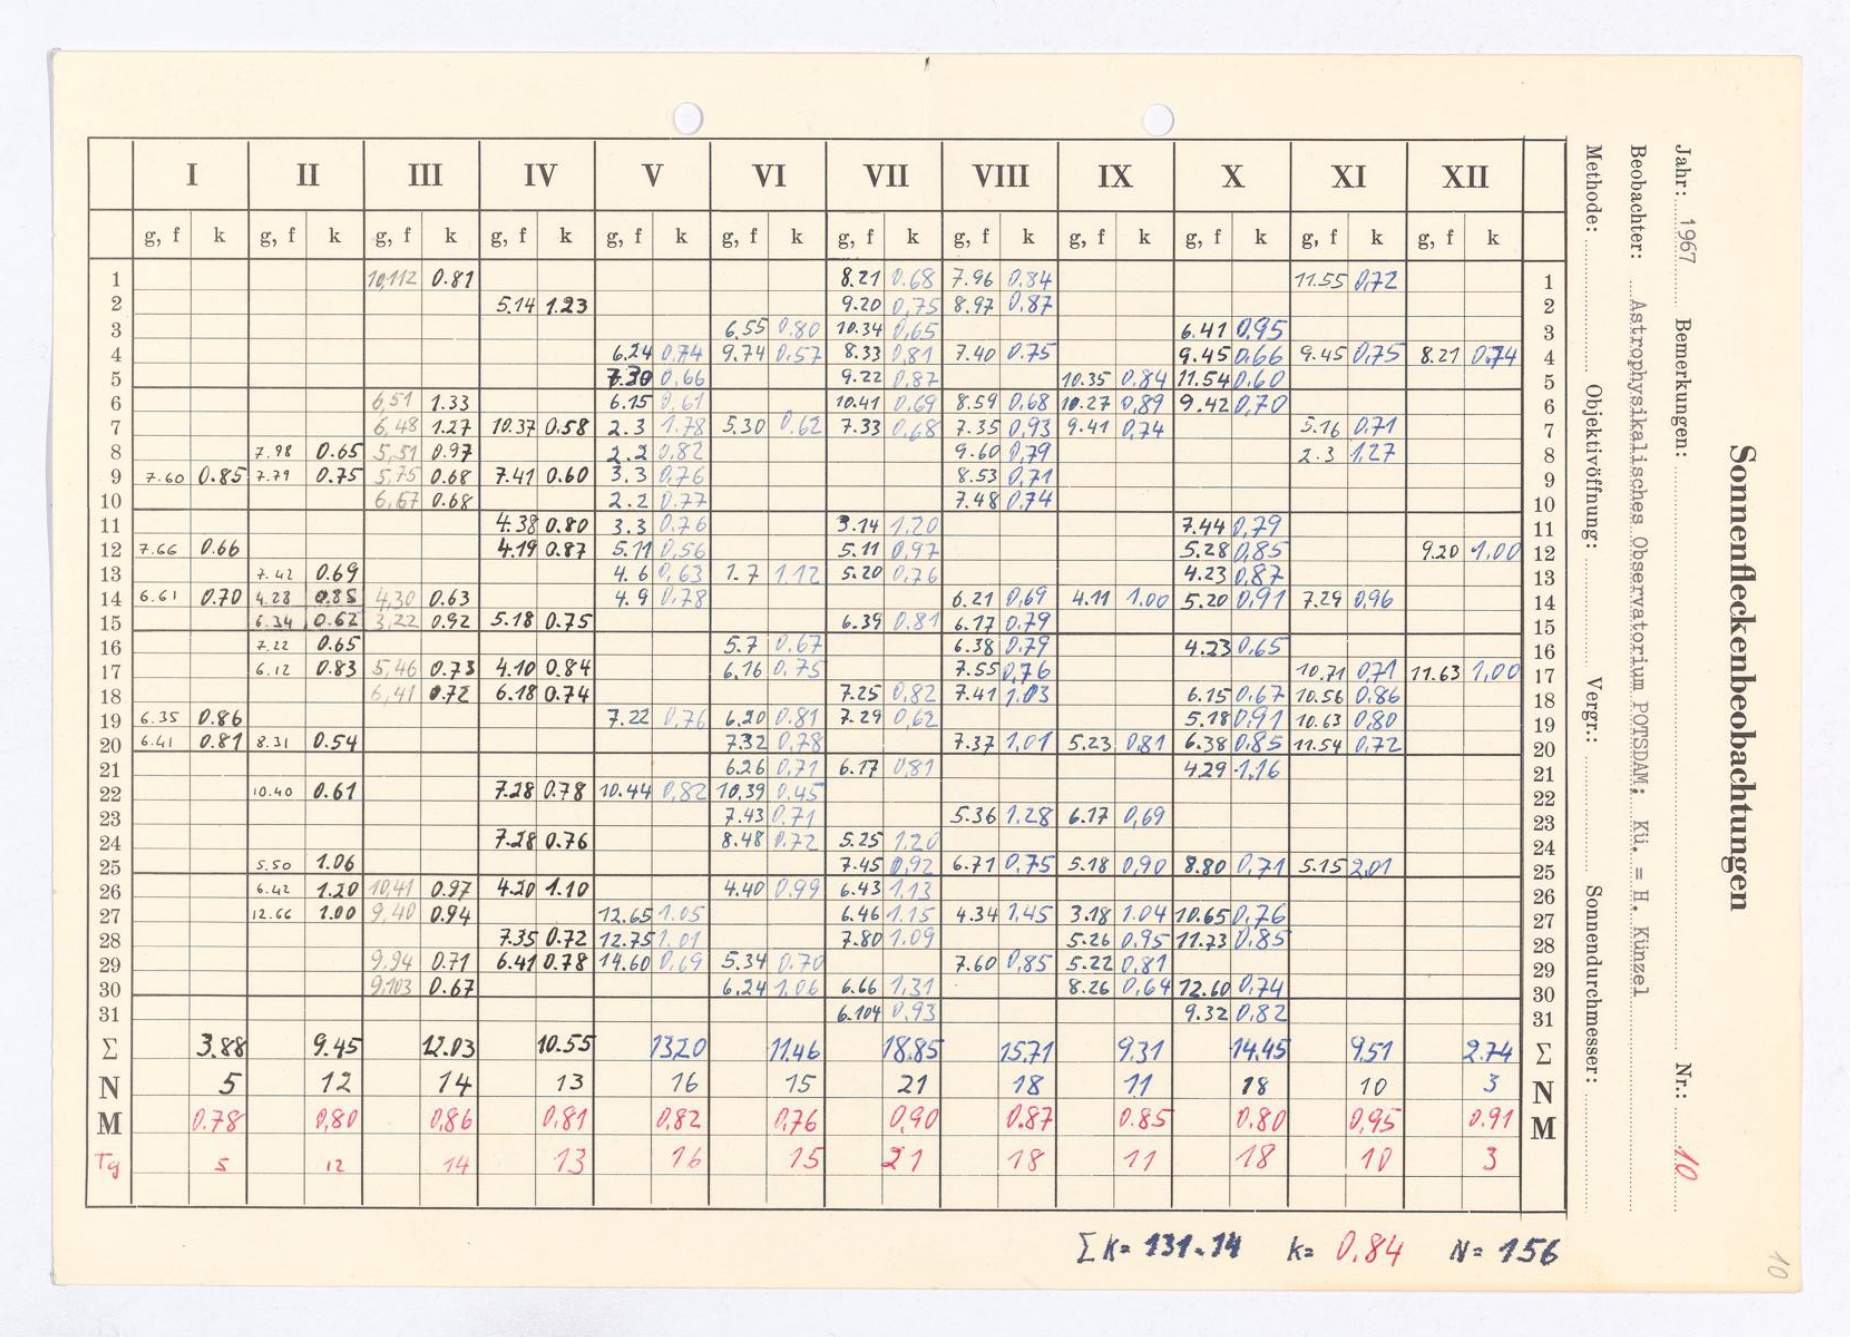 I II III IV V VI VII VIII IX X XI XII
g, f k g, f k g, f k g, f k g, f k g, f k g, f k g, f k g, f k g, f k g, f k g, f k
1 10,112 0.81 8.21 0.68 7.96 0.84 11.55 0,72 1
2 5.14 1.23 9.20 0,75 8.97 0.87 2
3 6.55 0.80 10.34 0,65 6.41 0,95 3
4 6.24 0,74 9.74 0,57 8.33 0,81 7.40 0.75 9.45 0,66 9.45 0,75 8.21 0.74 4
5 7.30 0,66 9.22 0,87 10.35 0,84 11.54 0,60 5
6 6,51 1.33 6.15 0,61 10.41 0,69 8.59 0,68 10.27 0,89 9.42 0,70 6
7 6,48 1.27 10.37 0.58 2.3 1.78 5.30 0.62 7.33 0,68 7.35 0,93 9.41 0,74 5.16 0.71 7
8 7.98 0.65 5,51 0.97 2.2 0,82 9.60 0,79 2.3 1,27 8
9 7.60 0.85 7.79 0.75 5,75 0.68 7.41 0.60 3.3 0,76 8.53 0,71 9
10 6,67 0.68 2.2 0.77 7.48 0,74 10
11 4.38 0.80 3.3 0.76 3.14 1.20 7.44 0,79 11
12 7.66 0.66 4.19 0.87 5.11 0,56 5.11 0,97 5.28 0,85 9.20 1,00 12
13 7.42 0.69 4.6 0,63 1.7 1.12 5.20 0,76 4.23 0,87 13
14 6.61 0.70 4.28 0.85 4,30 0.63 4.9 0.78 6.21 0,69 4.11 1.00 5.20 0,91 7.29 0,96 14
15 6.34 0.62 3,22 0.92 5.18 0.75 6.39 0.81 6.17 0,79 15
16 7.22 0.65 5.7 0.67 6.38 0,79 4.23 0,65 16
17 6.12 0.83 5,46 0.73 4.10 0.84 6.16 0,75 7.55 0,76 10.71 0,71 11.63 1,00 17
18 6,41 0.72 6.18 0.74 7.25 0,82 7.41 1.03 6.15 0,67 10.56 0,86 18
19 6.35 0.86 7.22 0,76 6.20 0.81 7.29 0,62 5.18 0,91 10.63 0,80 19
20 6.41 0.81 8.31 0.54 7.32 0,78 7.37 1,01 5.23 0,81 6.38 0,85 11.54 0,72 20
21 6.26 0,71 6.17 0,81 4.29 1.16 21
22 10.40 0.61 7.28 0.78 10.44 0,82 10,39 0.45 22
23 7.43 0.71 5.36 1.28 6.17 0,69 23
24 7.28 0.76 8.48 0.72 5.25 1.20 24
25 5.50 1.06 7.45 0,92 6.71 0,75 5.18 0,90 8.80 0,71 5.15 2,01 25
26 6.42 1.20 10,41 0.97 4.20 1.10 4.40 0,99 6.43 1,13 26
27 12.66 1.00 9,40 0.94 12.65 1.05 6.46 1.15 4.34 1,45 3.18 1.04 10.65 0,76 27
28 7.35 0.72 12.75 1.01 7.80 1.09 5.26 0,95 11.73 0.85 28
29 9,94 0.71 6.41 0.78 14.60 0,69 5.34 0.70 7.60 0,85 5.22 0,81 29
30 9,103 0.67 6.24 1.06 6.66 1,31 8.26 0,64 12.60 0,74 30
31 6.104 0,93 9.32 0,82 31
Σ 3.88 9.45 12.03 10.55 13.20 11.46 18.85 15.71 9.31 14.45 9.51 2.74 Σ
N 5 12 14 13 16 15 21 18 11 18 10 3 N
M 0.78 0,80 0,86 0,81 0,82 0,76 0,90 0.87 0.85 0,80 0,95 0.91 M
Tg 5 12 14 13 16 15 21 18 11 18 10 3
Σ K= 131.14 k= 0,84 N= 156
Sonnenfleckenbeobachtungen
Jahr: 1967 Bemerkungen: Nr.: 10
Beobachter: Astrophysikalisches Observatorium POTSDAM; Kü. = H. Künzel
Methode: Objektivöffnung: Vergr.: Sonnendurchmesser:
10